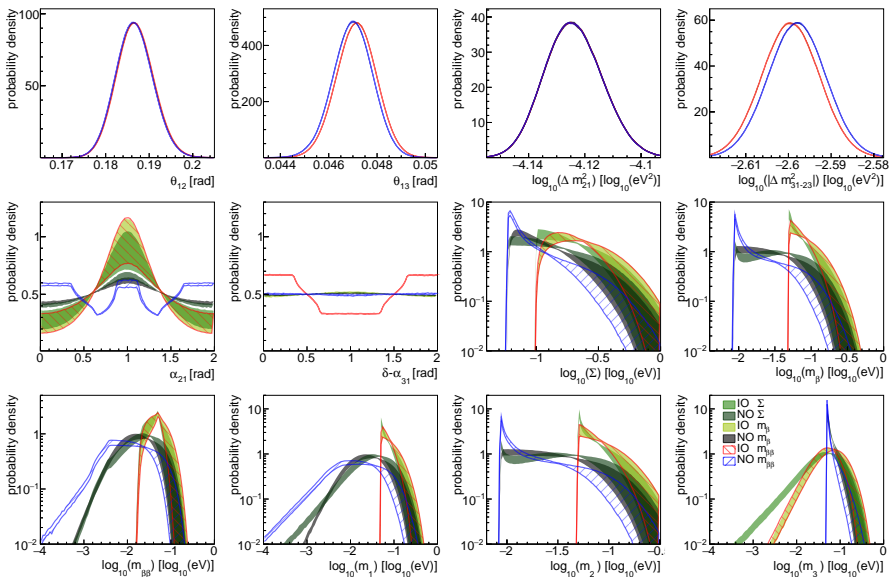 100
50
probability density
0.17 0.18 0.19 0.2
θ12 [rad]
400
200
probability density
0.044 0.046 0.048 0.05
θ13 [rad]
40
30
20
10
probability density
−4.14 −4.12 −4.1
log10(Δ m²21) [log10(eV²)]
60
40
20
probability density
−2.61 −2.6 −2.59 −2.58
log10(|Δ m²31-23|) [log10(eV²)]
1
0.5
probability density
0 0.5 1 1.5 2
α21 [rad]
1
0.5
probability density
0 0.5 1 1.5 2
δ-α31 [rad]
10
1
10−1
10−2
probability density
−1 −0.5 0
log10(Σ) [log10(eV)]
10
1
10−1
10−2
probability density
−2 −1.5 −1 −0.5 0
log10(mβ) [log10(eV)]
10
1
10−1
10−2
probability density
−4 −3 −2 −1 0
log10(mββ) [log10(eV)]
10
1
10−1
10−2
probability density
−4 −3 −2 −1 0
log10(m1) [log10(eV)]
10
1
10−1
10−2
probability density
−2 −1.5 −1 −0.5
log10(m2) [log10(eV)]
10
1
10−1
10−2
probability density
IO Σ
NO Σ
IO mβ
NO mβ
IO mββ
NO mββ
−4 −3 −2 −1 0
log10(m3) [log10(eV)]